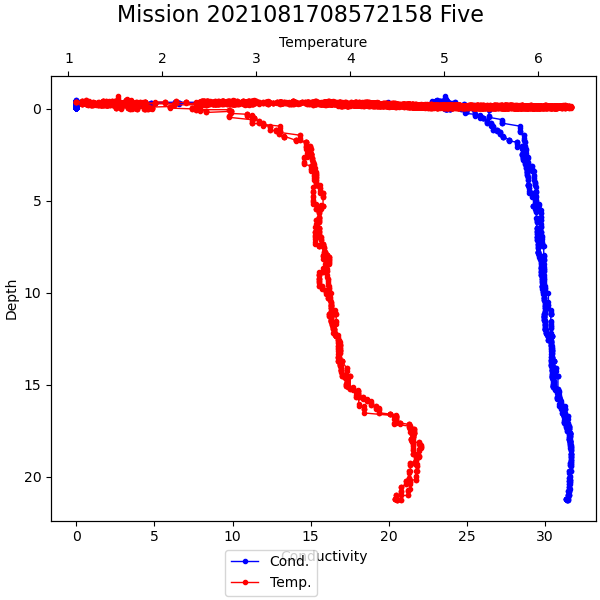 Mission 2021081708572158 Five
Temperature
1 2 3 4 5 6
Depth
0
5
10
15
20
0 5 10 15 20 25 30
Conductivity
Cond.
Temp.